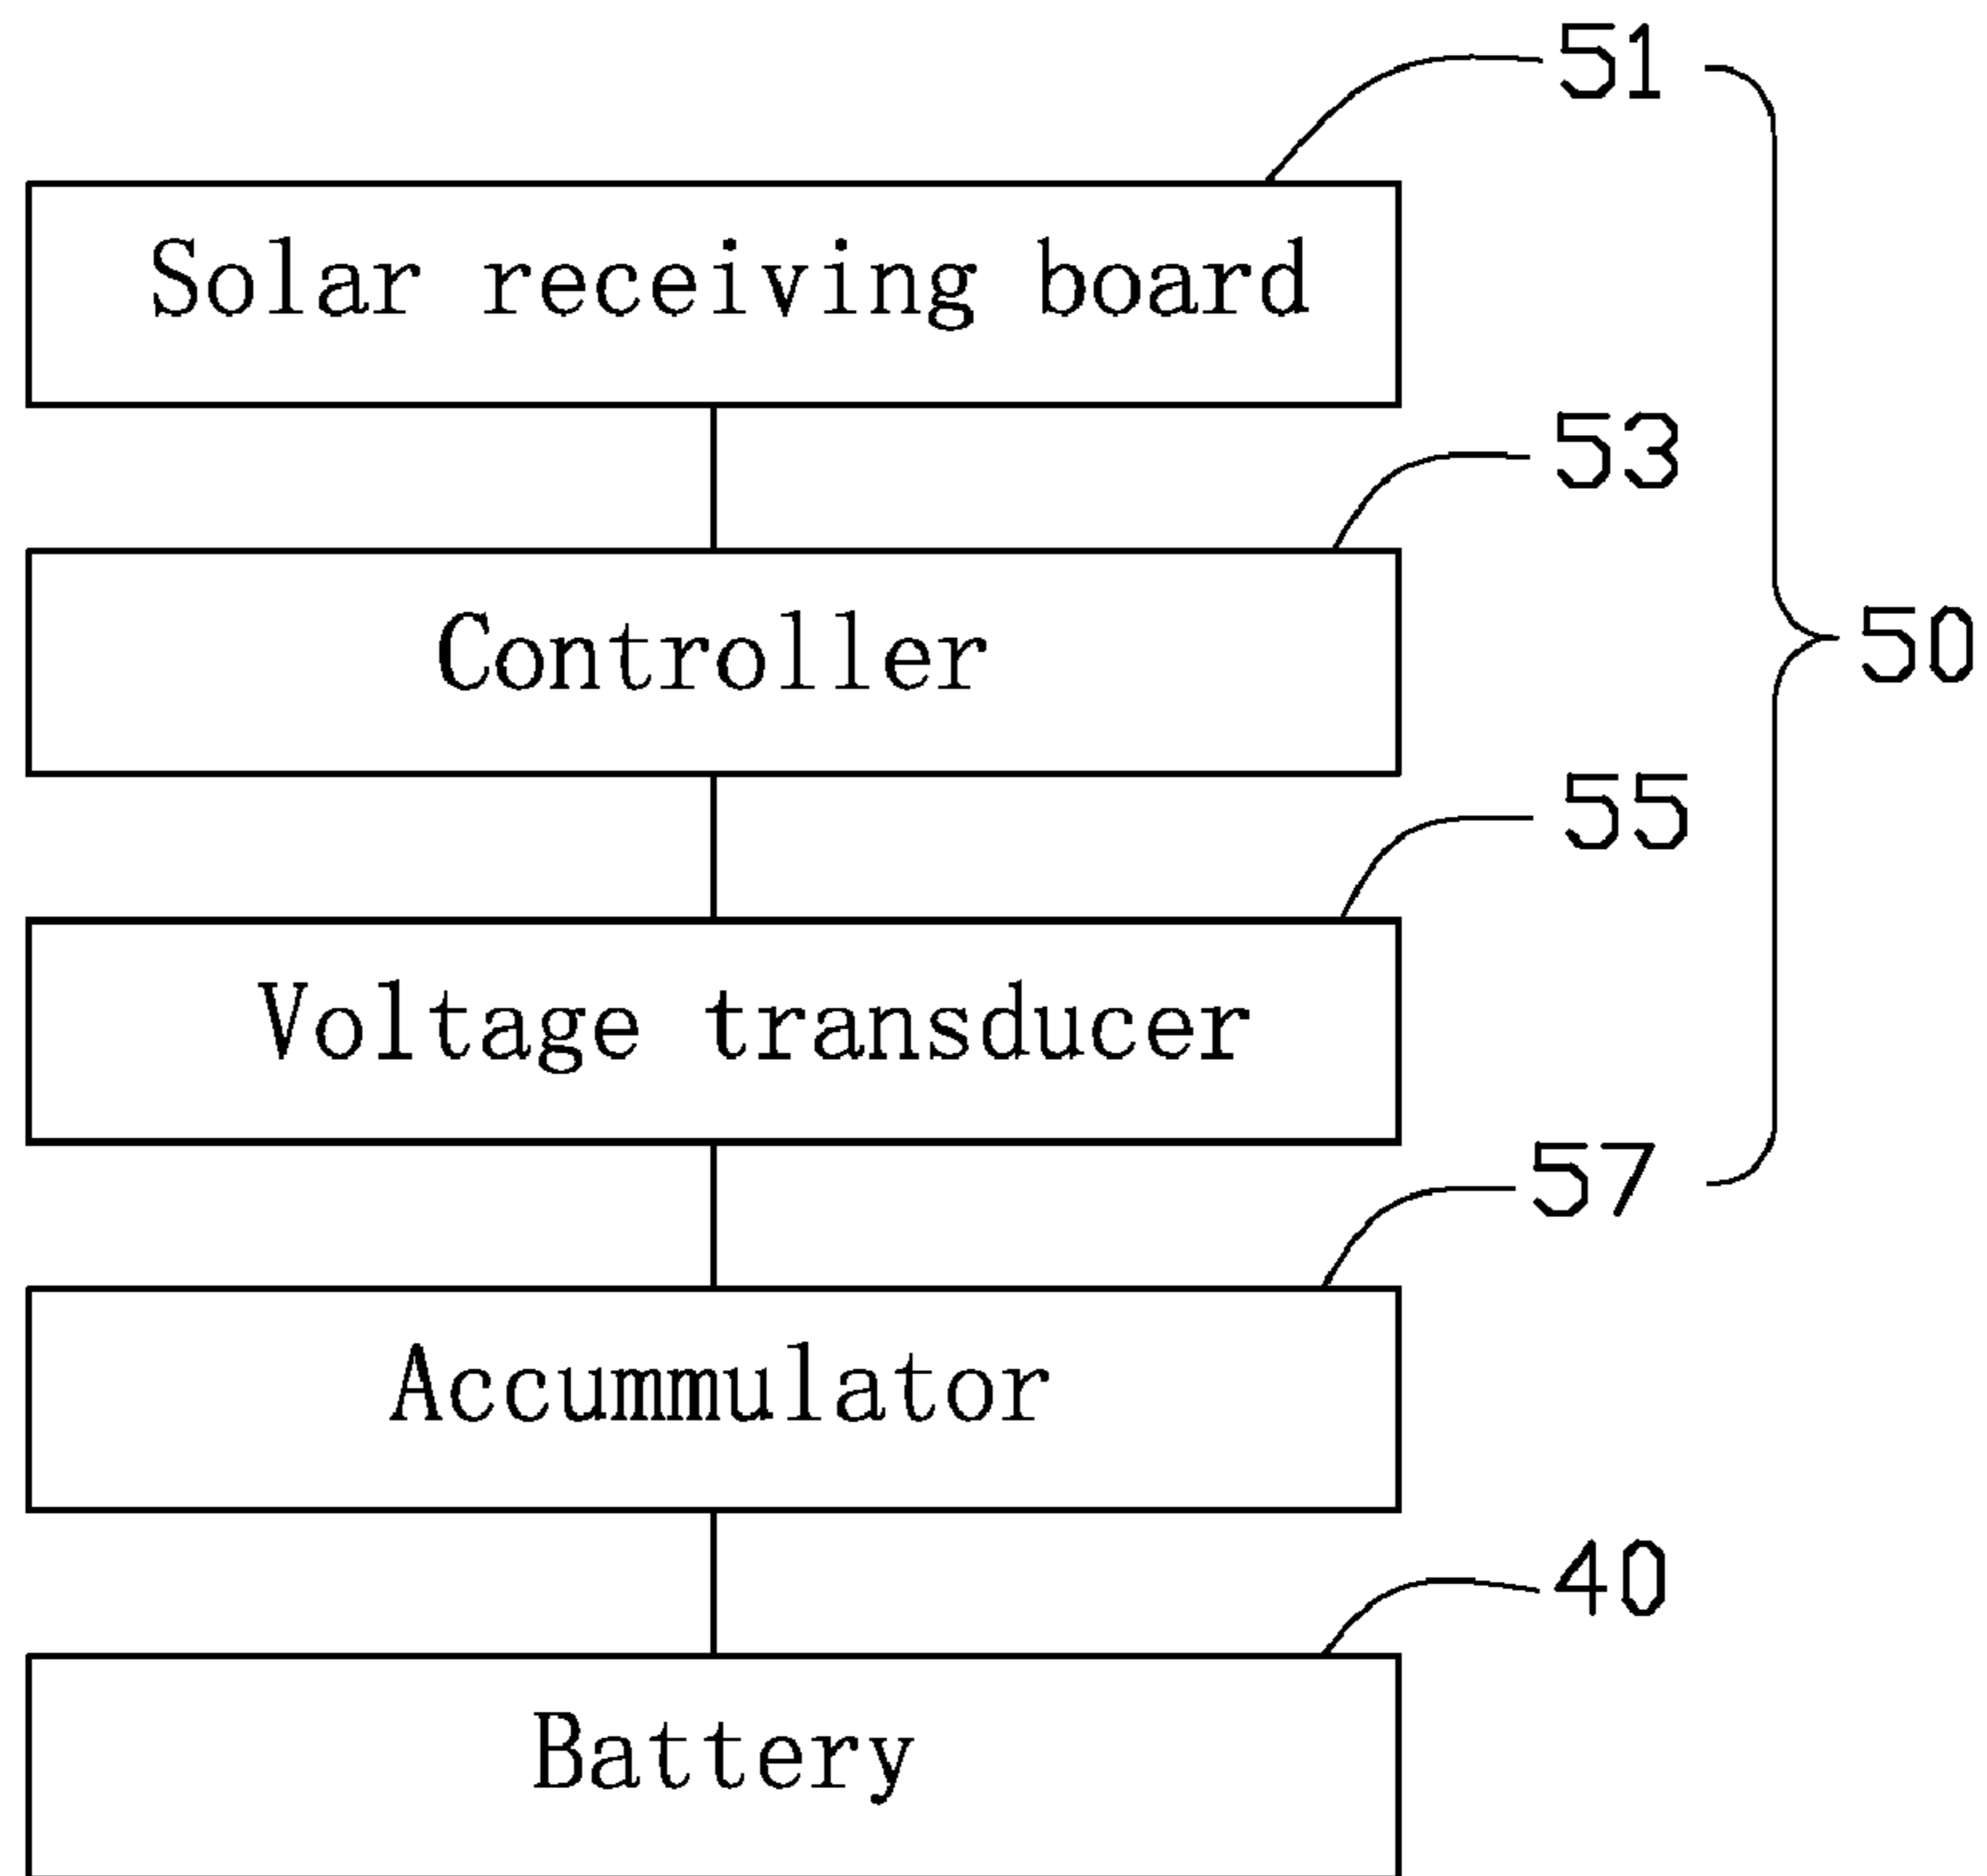 51
Solar receiving board
53
Controller
50
55
Voltage transducer
57
Accummulator
40
Battery